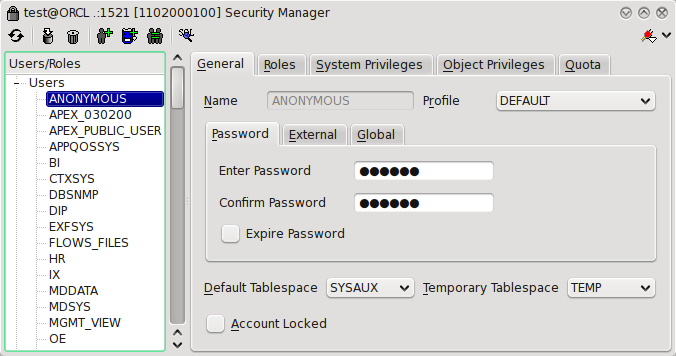 test@ORCL .:1521 [1102000100] Security Manager
SQL
Users/Roles
Users
ANONYMOUS
APEX_030200
APEX_PUBLIC_USER
APPQOSSYS
BI
CTXSYS
DBSNMP
DIP
EXFSYS
FLOWS_FILES
HR
IX
MDDATA
MDSYS
MGMT_VIEW
OE
General Roles System Privileges Object Privileges Quota
Name ANONYMOUS Profile DEFAULT
Password External Global
Enter Password ●●●●●●
Confirm Password ●●●●●●
Expire Password
Default Tablespace SYSAUX Temporary Tablespace TEMP
Account Locked